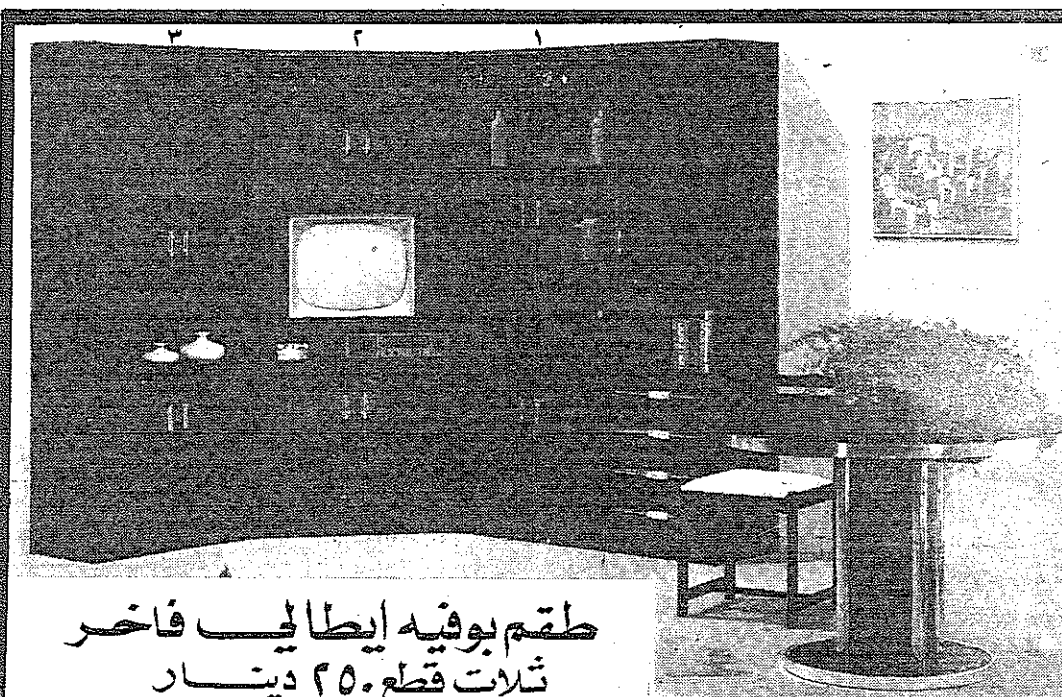 ١ ٢ ٣
طقم بوفيه ايطالي فاخر
ثلاث قطع ٢٥٠ دينار